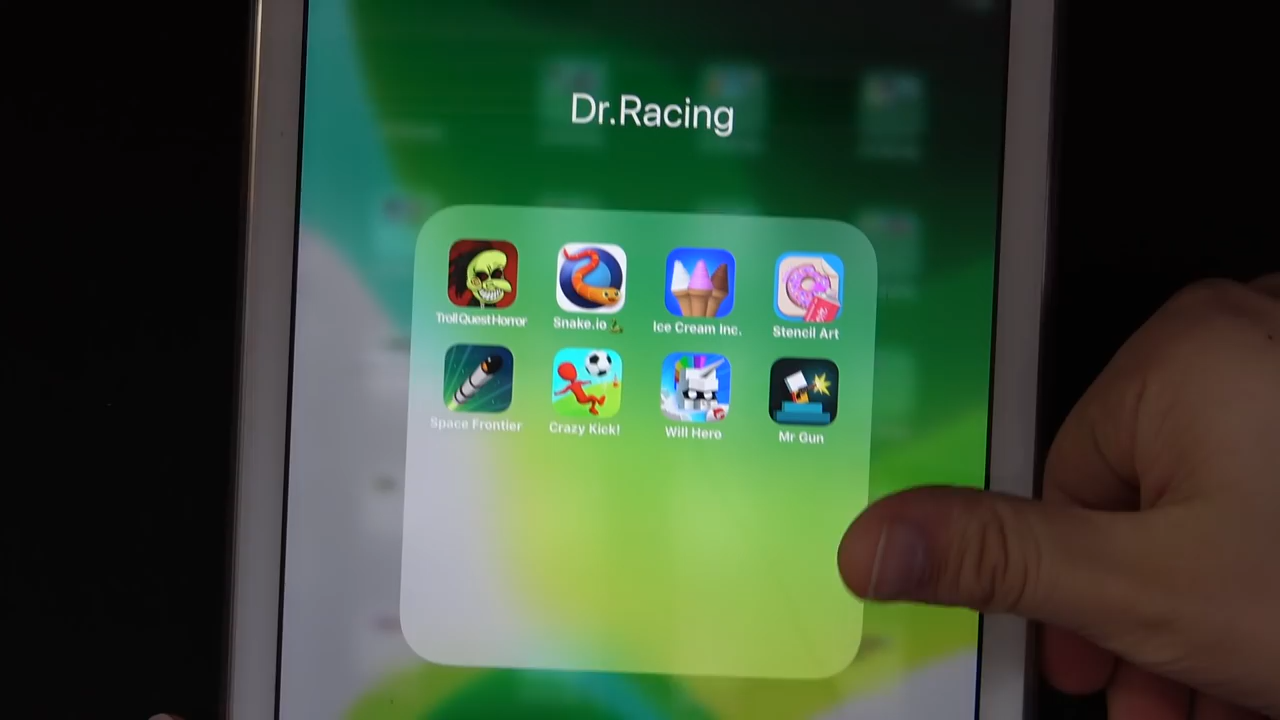 Dr.Racing
Troll Quest Horror
Snake.io
Ice Cream Inc.
Stencil Art
Space Frontier
Crazy Kick!
Will Hero
Mr Gun